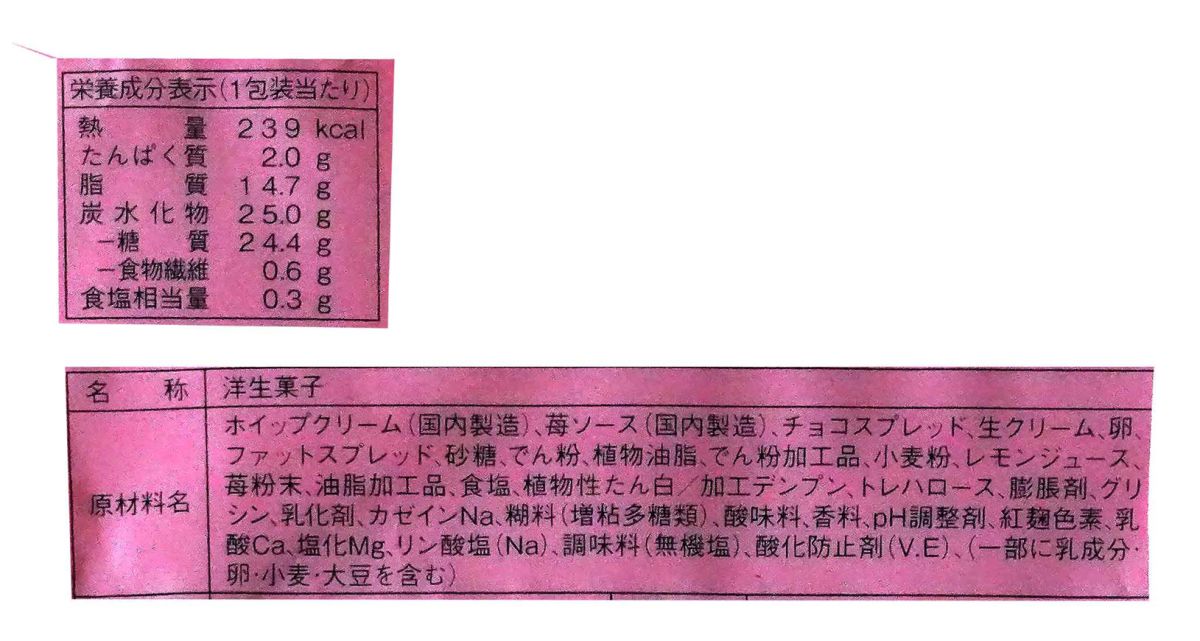 栄養成分表示(1包装当たり)
熱量 239 kcal
たんぱく質 2.0 g
脂質 14.7 g
炭水化物 25.0 g
－糖質 24.4 g
－食物繊維 0.6 g
食塩相当量 0.3 g
名称 洋生菓子
原材料名
ホイップクリーム(国内製造)、苺ソース(国内製造)、チョコスプレッド、生クリーム、卵、
ファットスプレッド、砂糖、でん粉、植物油脂、でん粉加工品、小麦粉、レモンジュース、
苺粉末、油脂加工品、食塩、植物性たん白／加工デンプン、トレハロース、膨脹剤、グリ
シン、乳化剤、カゼインNa、糊料(増粘多糖類)、酸味料、香料、pH調整剤、紅麹色素、乳
酸Ca、塩化Mg、リン酸塩(Na)、調味料(無機塩)、酸化防止剤(V.E)、(一部に乳成分・
卵・小麦・大豆を含む)